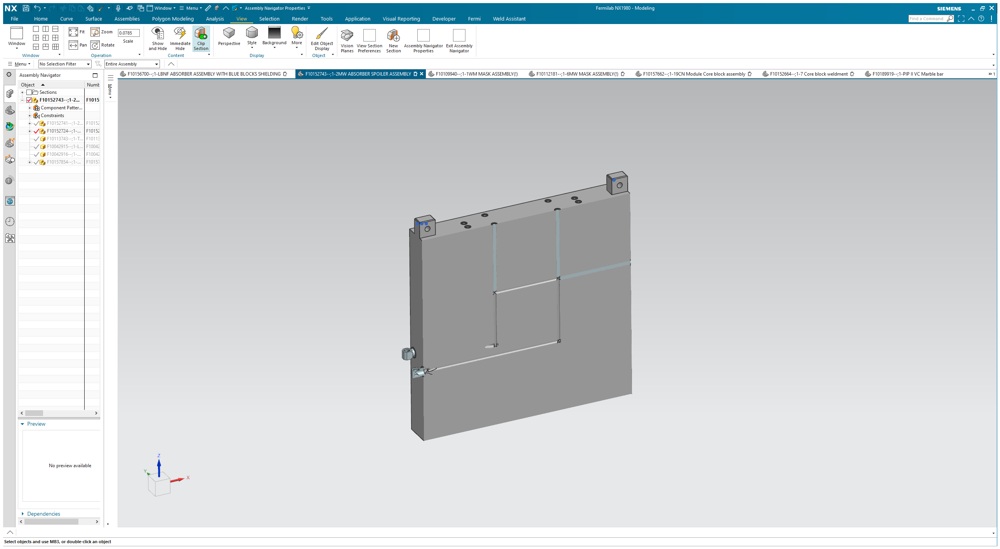 NX Window Menu Assembly Navigator Properties Fermilab NX1980 - Modeling SIEMENS
File Home Curve Surface Assemblies Polygon Modeling Analysis View Selection Render Tools Application Visual Reporting Developer Fermi Weld Assistant Find a Command
Window Fit Zoom 0.0785 Pan Rotate Scale
Show and Hide Immediate Hide Clip Section Perspective Style Background More Edit Object Display Vision Planes View Section Preferences New Section Assembly Navigator Properties Exit Assembly Navigator
Window Operation Content Display Object
Menu No Selection Filter Entire Assembly
Assembly Navigator
F10156700--;1-LBNF ABSORBER ASSEMBLY WITH BLUE BLOCKS SHIELDING F10152743--;1-2MW ABSORBER SPOILER ASSEMBLY F10109940--;1-1WM MASK ASSEMBLY(!) F10112181--;1-6MW MASK ASSEMBLY(!) F10157662--;1-19CN Module Core block assembly F10152664--;1-7 Core block weldment F10189919--;1-PIP II VC Marble bar 1
Menu
Object Numb
Sections
F10152743--;1-2... F1015
Component Patter...
Constraints
F10152741--;1-2... F10152
F10152724--;1-... F10152
F10113743--;1-T... F10113
F10042915--;1-L... F10042
F10042916--;1-... F10042
F10157854--;1-... F10157
Preview
No preview available
Dependencies
Z
Y
X
Select objects and use MB3, or double-click an object